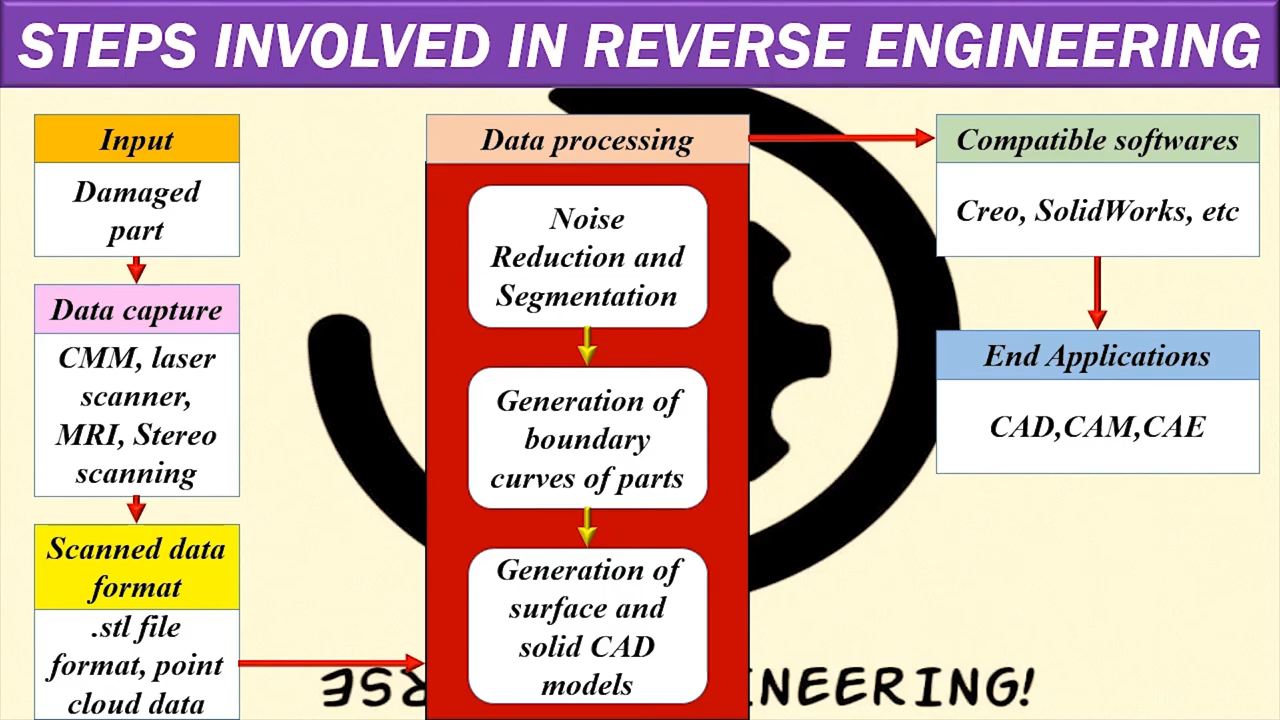 STEPS INVOLVED IN REVERSE ENGINEERING
Input
Damaged
part
Data capture
CMM, laser
scanner,
MRI, Stereo
scanning
Scanned data
format
.stl file
format, point
cloud data
Data processing
Noise
Reduction and
Segmentation
Generation of
boundary
curves of parts
Generation of
surface and
solid CAD
models
Compatible softwares
Creo, SolidWorks, etc
End Applications
CAD,CAM,CAE